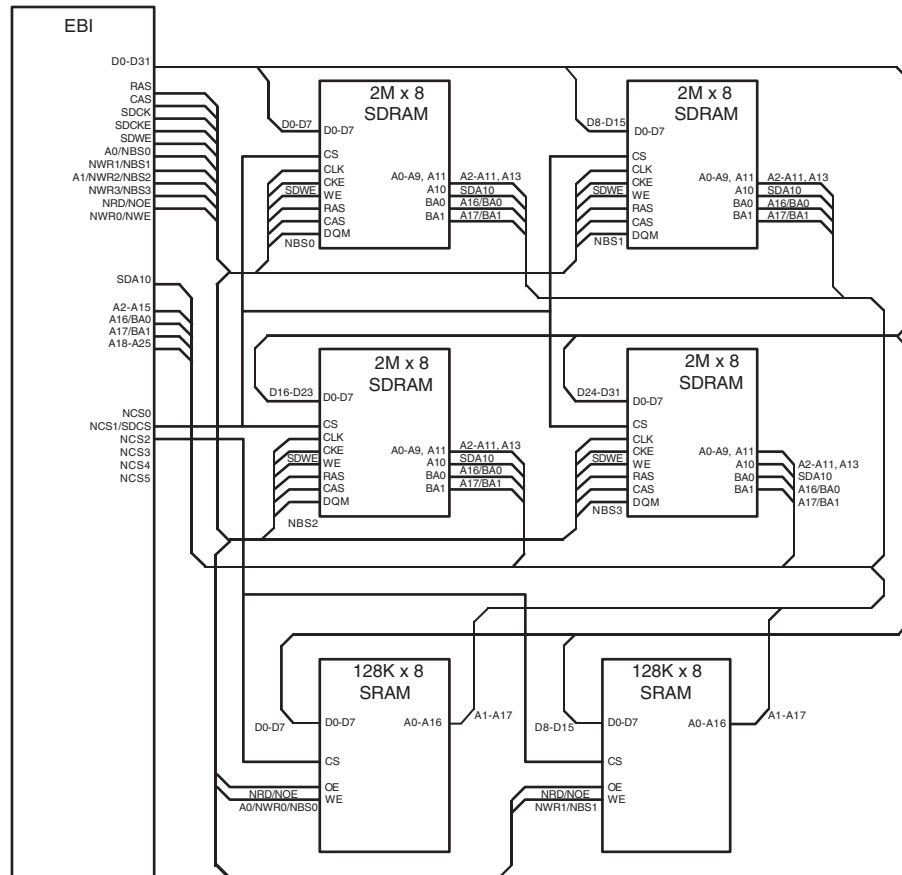 EBI
D0-D31
RAS
CAS
SDCK
SDCKE
SDWE
A0/NBS0
NWR1/NBS1
A1/NWR2/NBS2
NWR3/NBS3
NRD/NOE
NWR0/NWE
SDA10
A2-A15
A16/BA0
A17/BA1
A18-A25
NCS0
NCS1/SDCS
NCS2
NCS3
NCS4
NCS5
2M x 8
SDRAM
D0-D7
D0-D7
CS
CLK
CKE
SDWE
WE
RAS
CAS
DQM
NBS0
A0-A9, A11
A10
BA0
BA1
A2-A11, A13
SDA10
A16/BA0
A17/BA1
2M x 8
SDRAM
D8-D15
D0-D7
CS
CLK
CKE
SDWE
WE
RAS
CAS
DQM
NBS1
A0-A9, A11
A10
BA0
BA1
A2-A11, A13
SDA10
A16/BA0
A17/BA1
2M x 8
SDRAM
D16-D23
D0-D7
CS
CLK
CKE
SDWE
WE
RAS
CAS
DQM
NBS2
A0-A9, A11
A10
BA0
BA1
A2-A11, A13
SDA10
A16/BA0
A17/BA1
2M x 8
SDRAM
D24-D31
D0-D7
CS
CLK
CKE
SDWE
WE
RAS
CAS
DQM
NBS3
A0-A9, A11
A10
BA0
BA1
A2-A11, A13
SDA10
A16/BA0
A17/BA1
128K x 8
SRAM
D0-D7
D0-D7
A0-A16
A1-A17
CS
OE
NRD/NOE
WE
A0/NWR0/NBS0
128K x 8
SRAM
D8-D15
D0-D7
A0-A16
A1-A17
CS
OE
NRD/NOE
WE
NWR1/NBS1